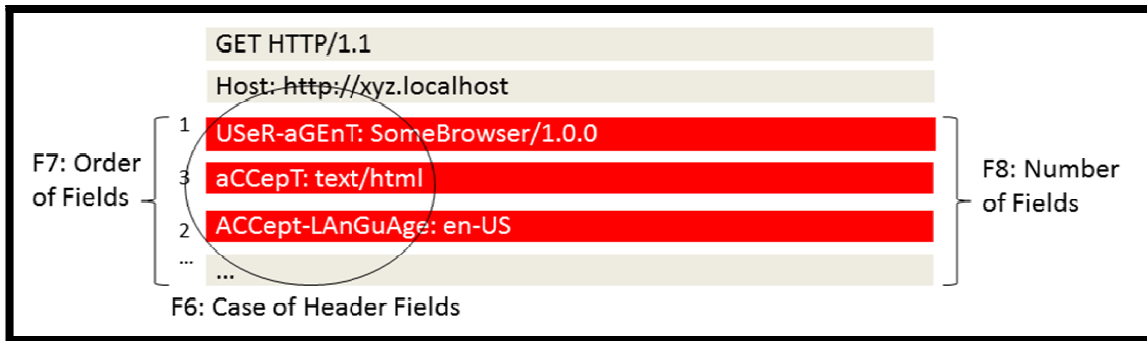 GET HTTP/1.1
Host: http://xyz.localhost
1
USeR-aGEnT: SomeBrowser/1.0.0
F7: Order
of Fields
3
aCCepT: text/html
F8: Number
of Fields
2
ACCept-LAnGuAge: en-US
...
...
F6: Case of Header Fields